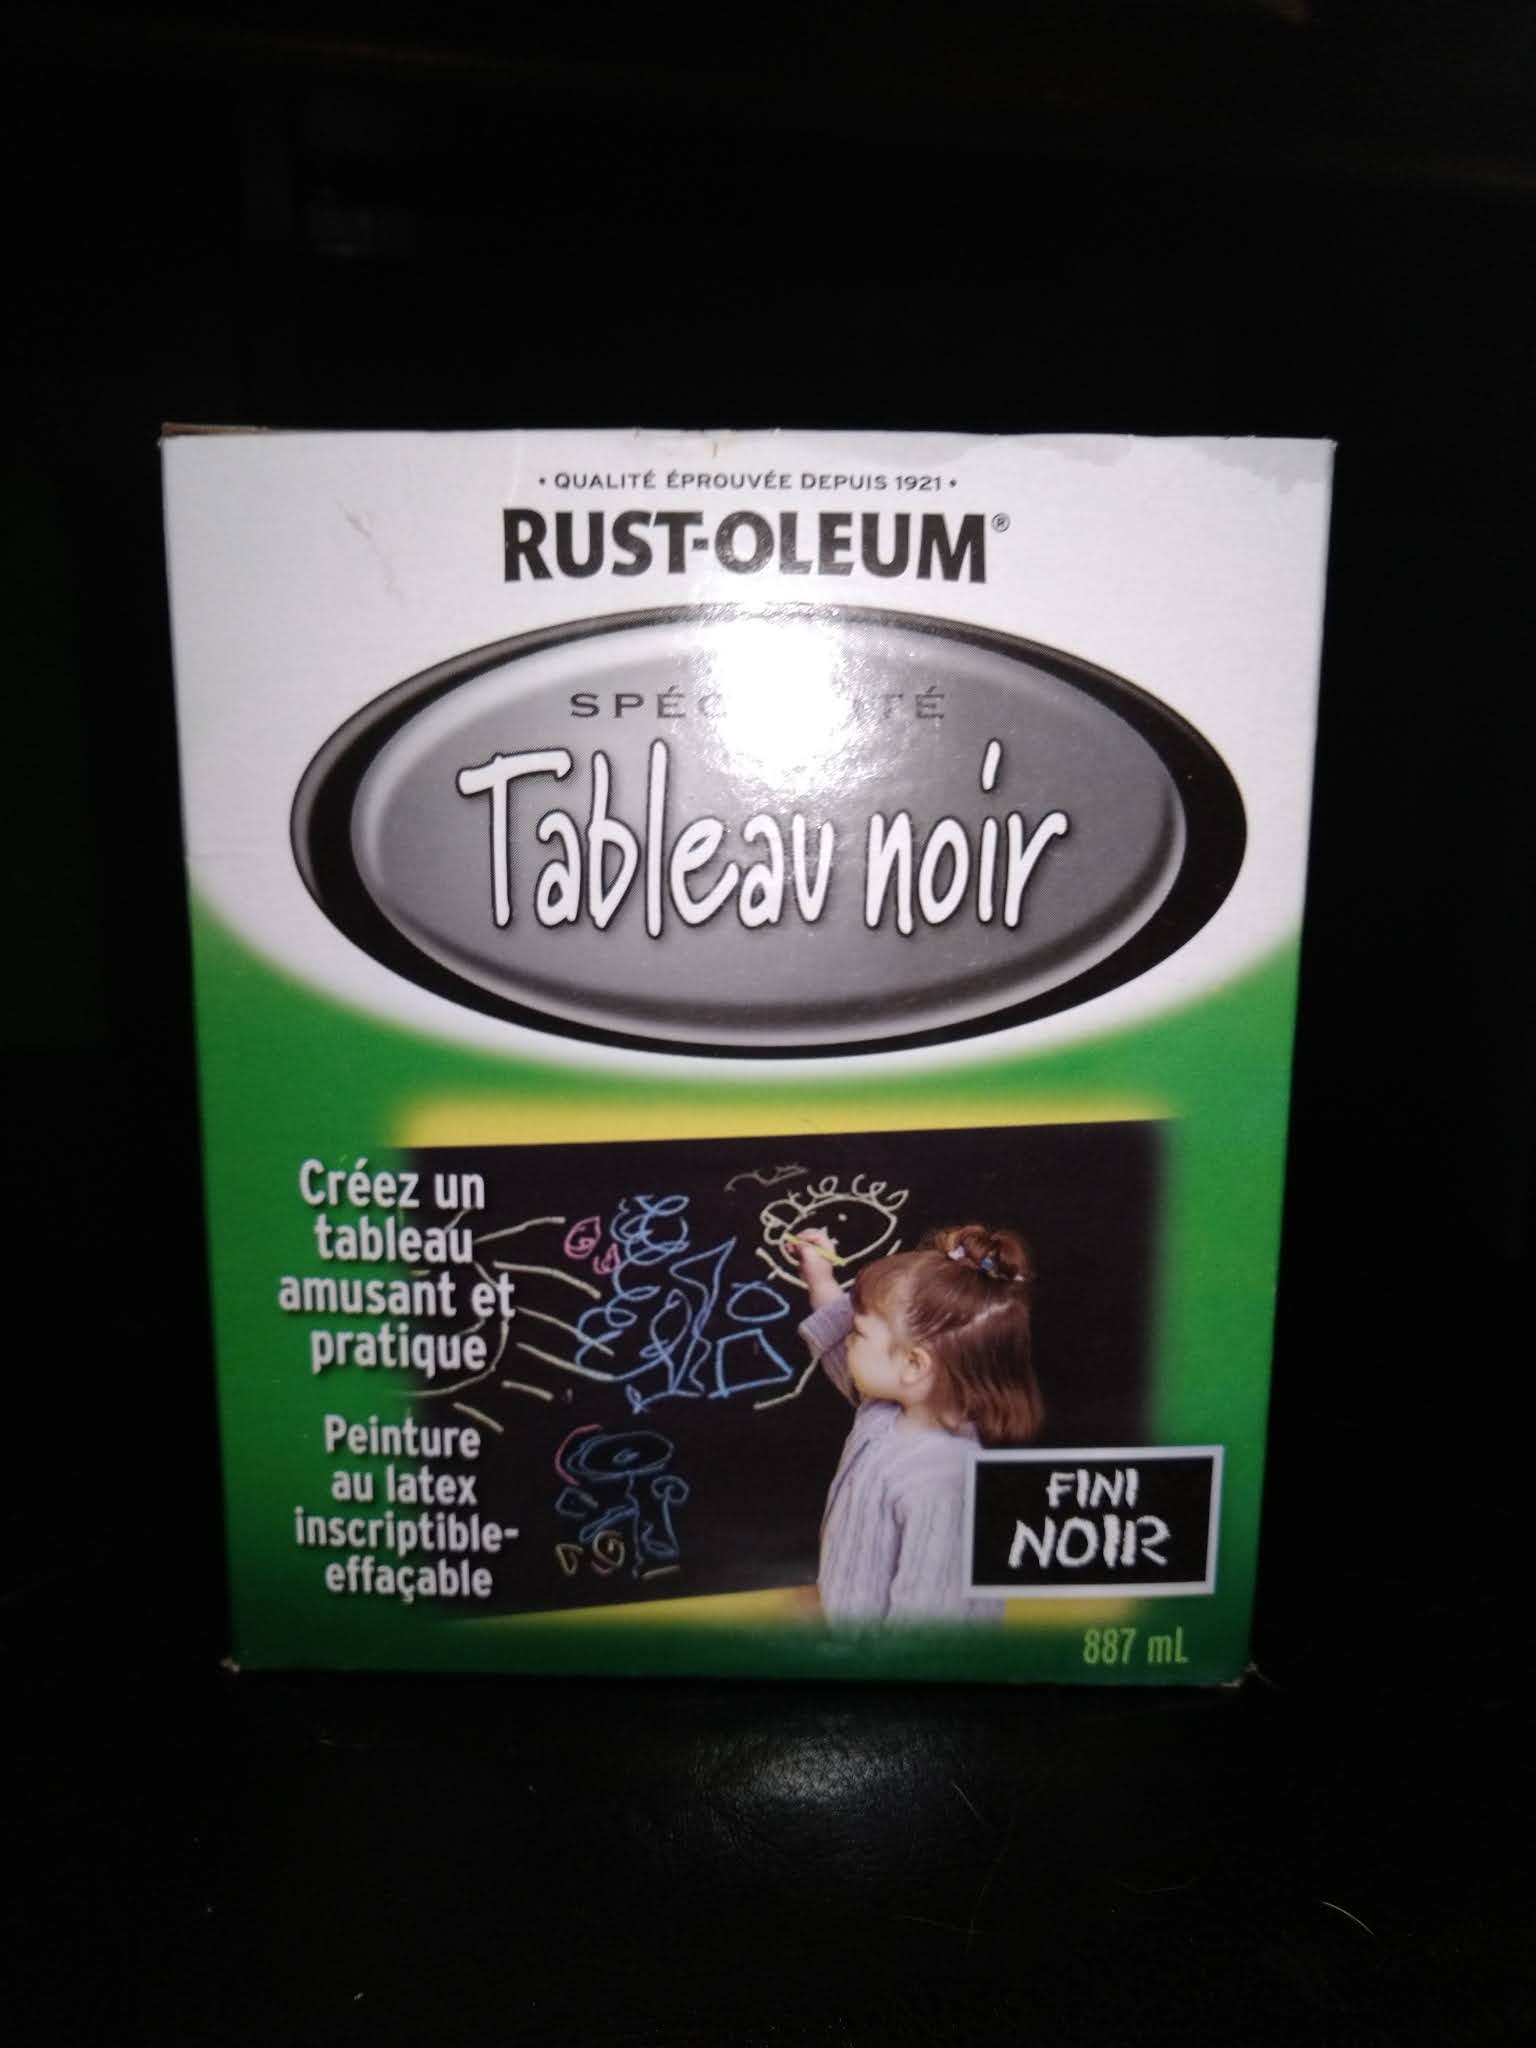 • QUALITÉ ÉPROUVÉE DEPUIS 1921 •
RUST-OLEUM®
Tableau noir
Créez un
tableau
amusant et
pratique
Peinture
au latex
inscriptible-
effaçable
FINI
NOIR
887 mL